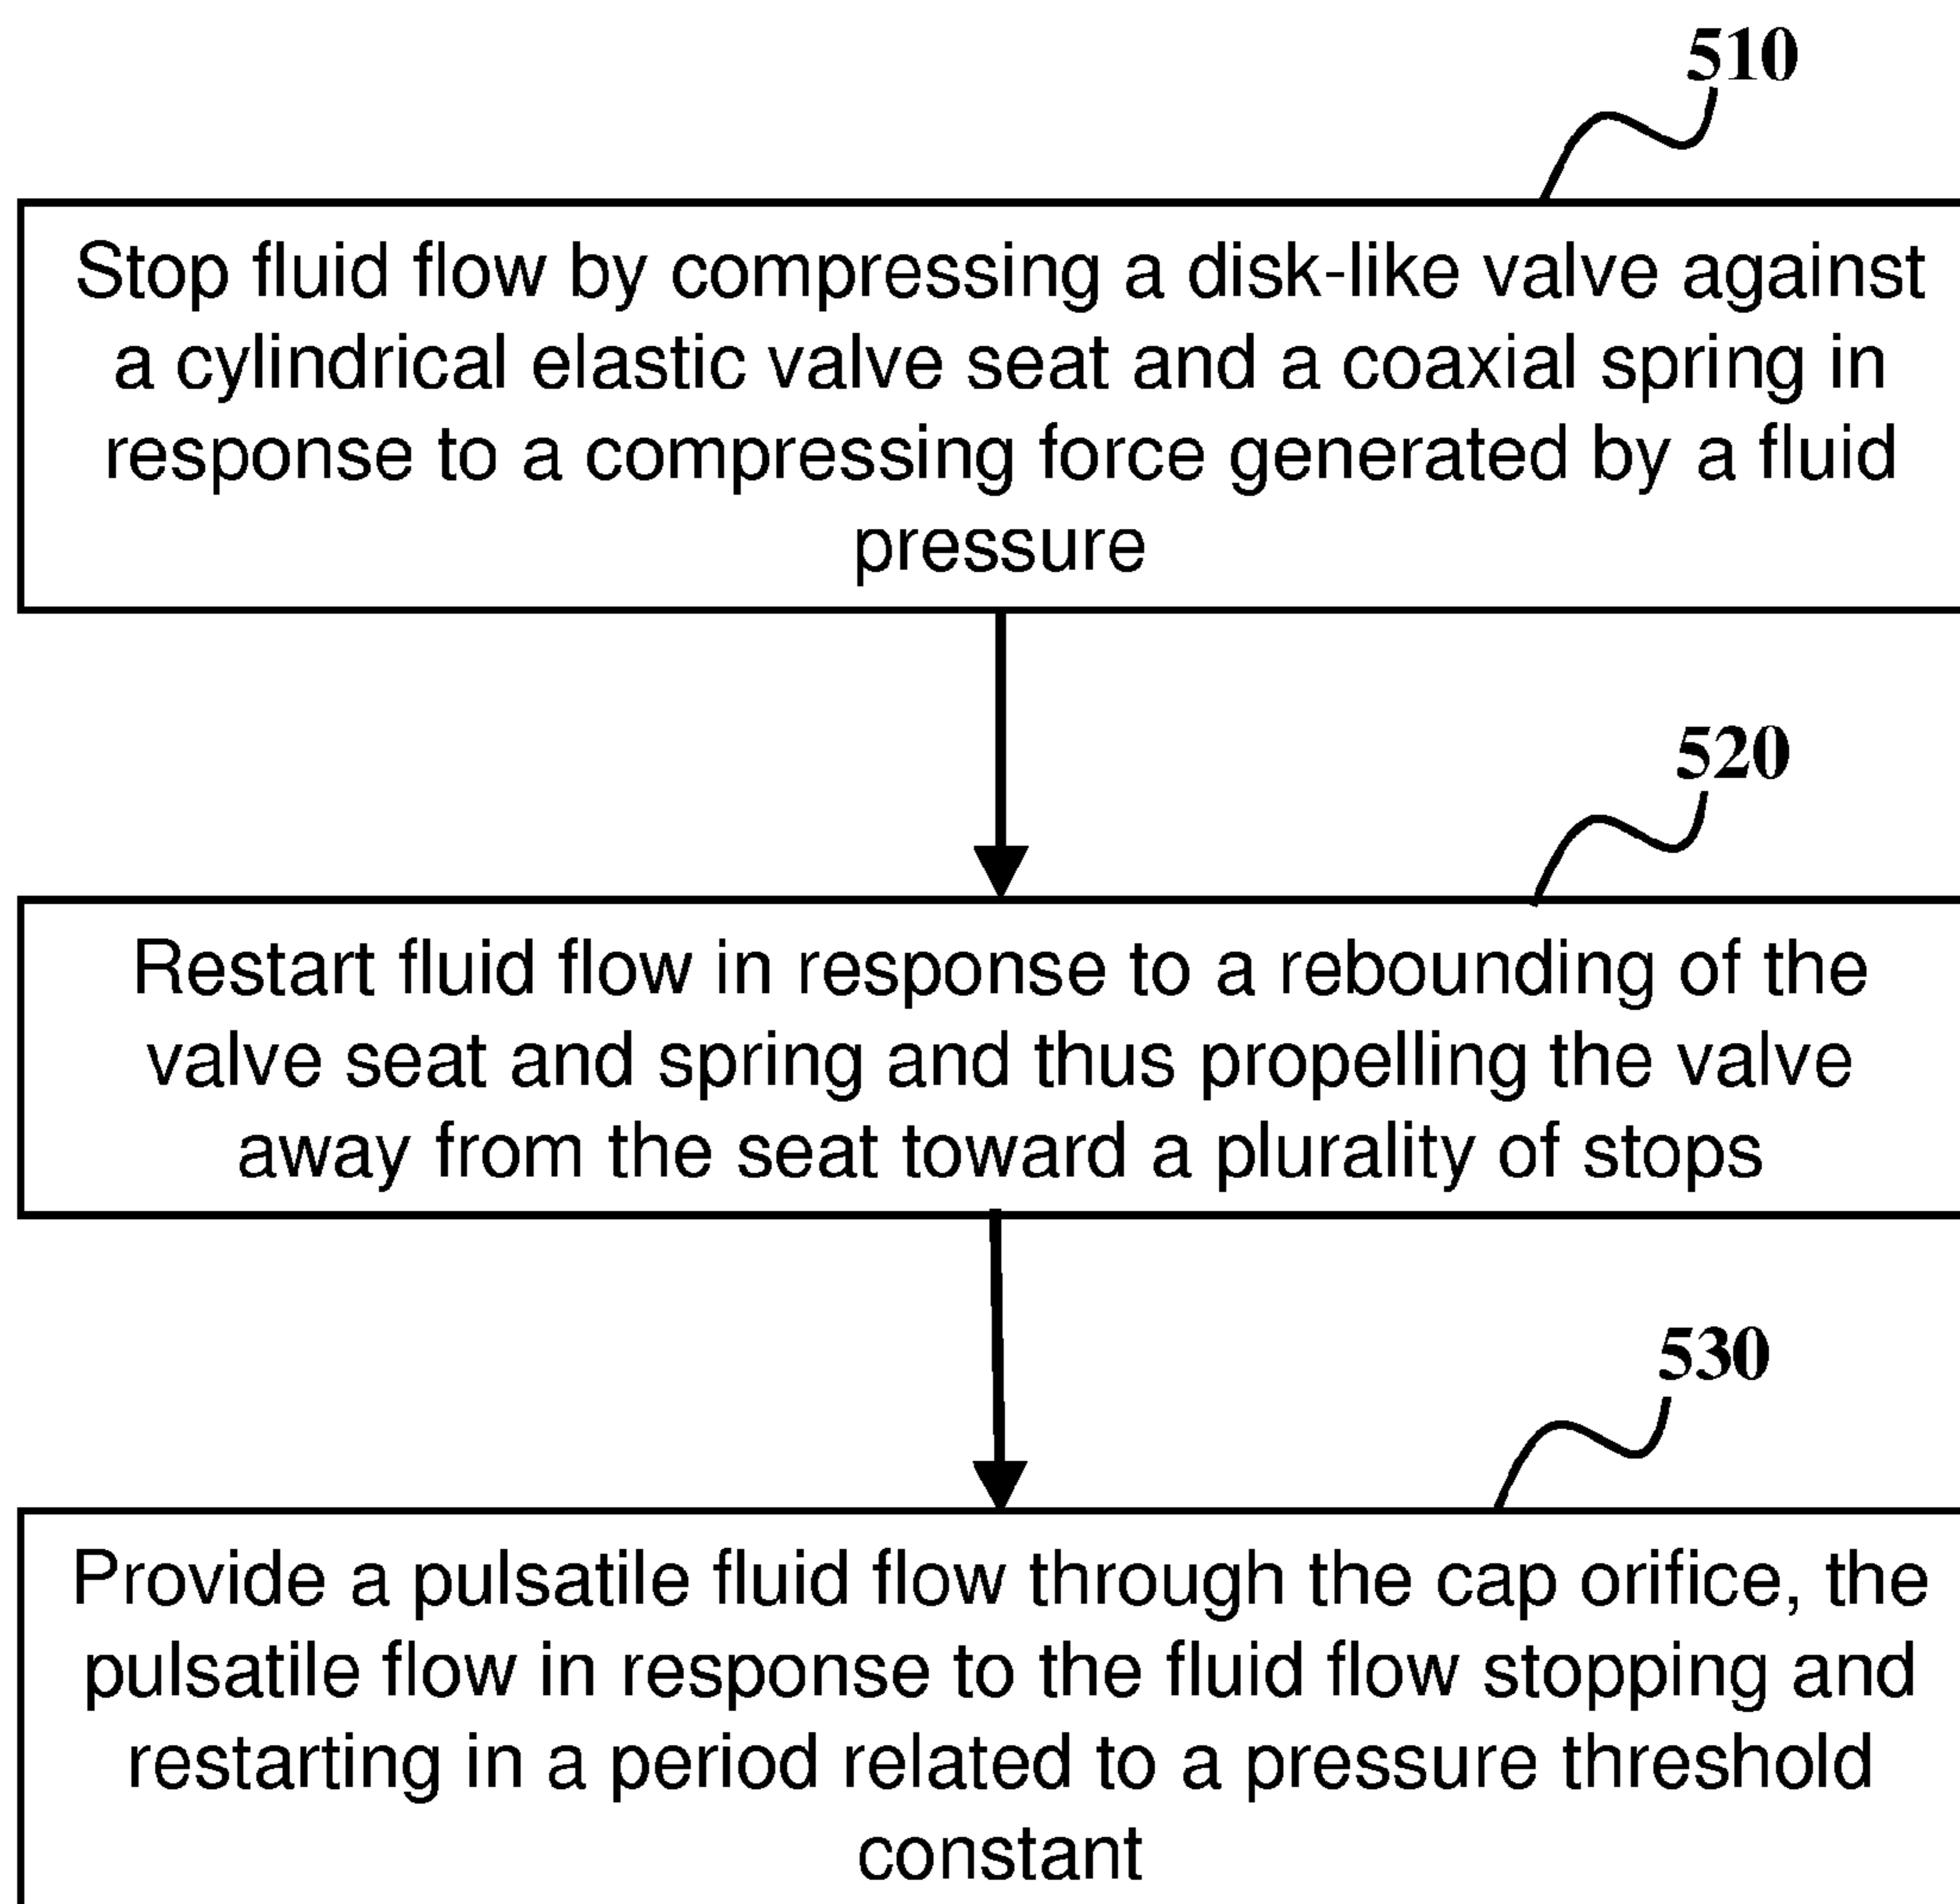 510
Stop fluid flow by compressing a disk-like valve against
a cylindrical elastic valve seat and a coaxial spring in
response to a compressing force generated by a fluid
pressure
520
Restart fluid flow in response to a rebounding of the
valve seat and spring and thus propelling the valve
away from the seat toward a plurality of stops
530
Provide a pulsatile fluid flow through the cap orifice, the
pulsatile flow in response to the fluid flow stopping and
restarting in a period related to a pressure threshold
constant